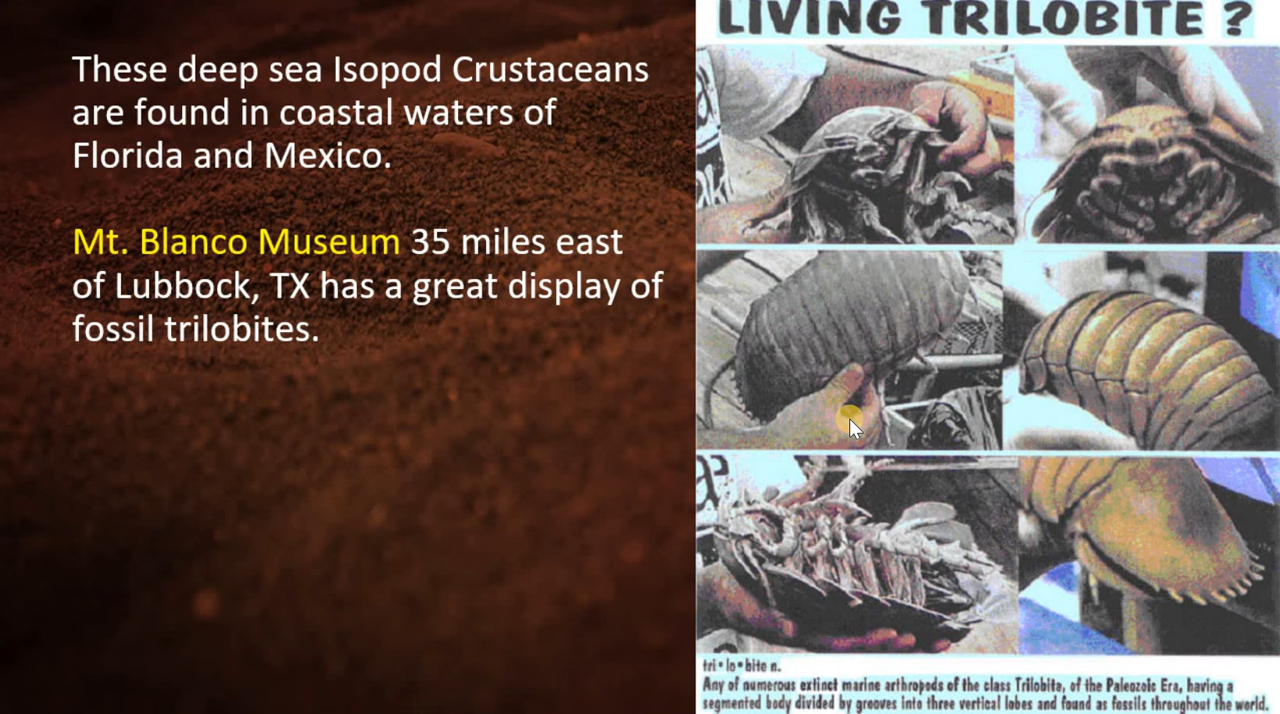 These deep sea Isopod Crustaceans
are found in coastal waters of
Florida and Mexico.
Mt. Blanco Museum 35 miles east
of Lubbock, TX has a great display of
fossil trilobites.
LIVING TRILOBITE ?
tri • lo • bite n.
Any of numerous extinct marine arthropods of the class Trilobita, of the Paleozoic Era, having a
segmented body divided by grooves into three vertical lobes and found as fossils throughout the world.